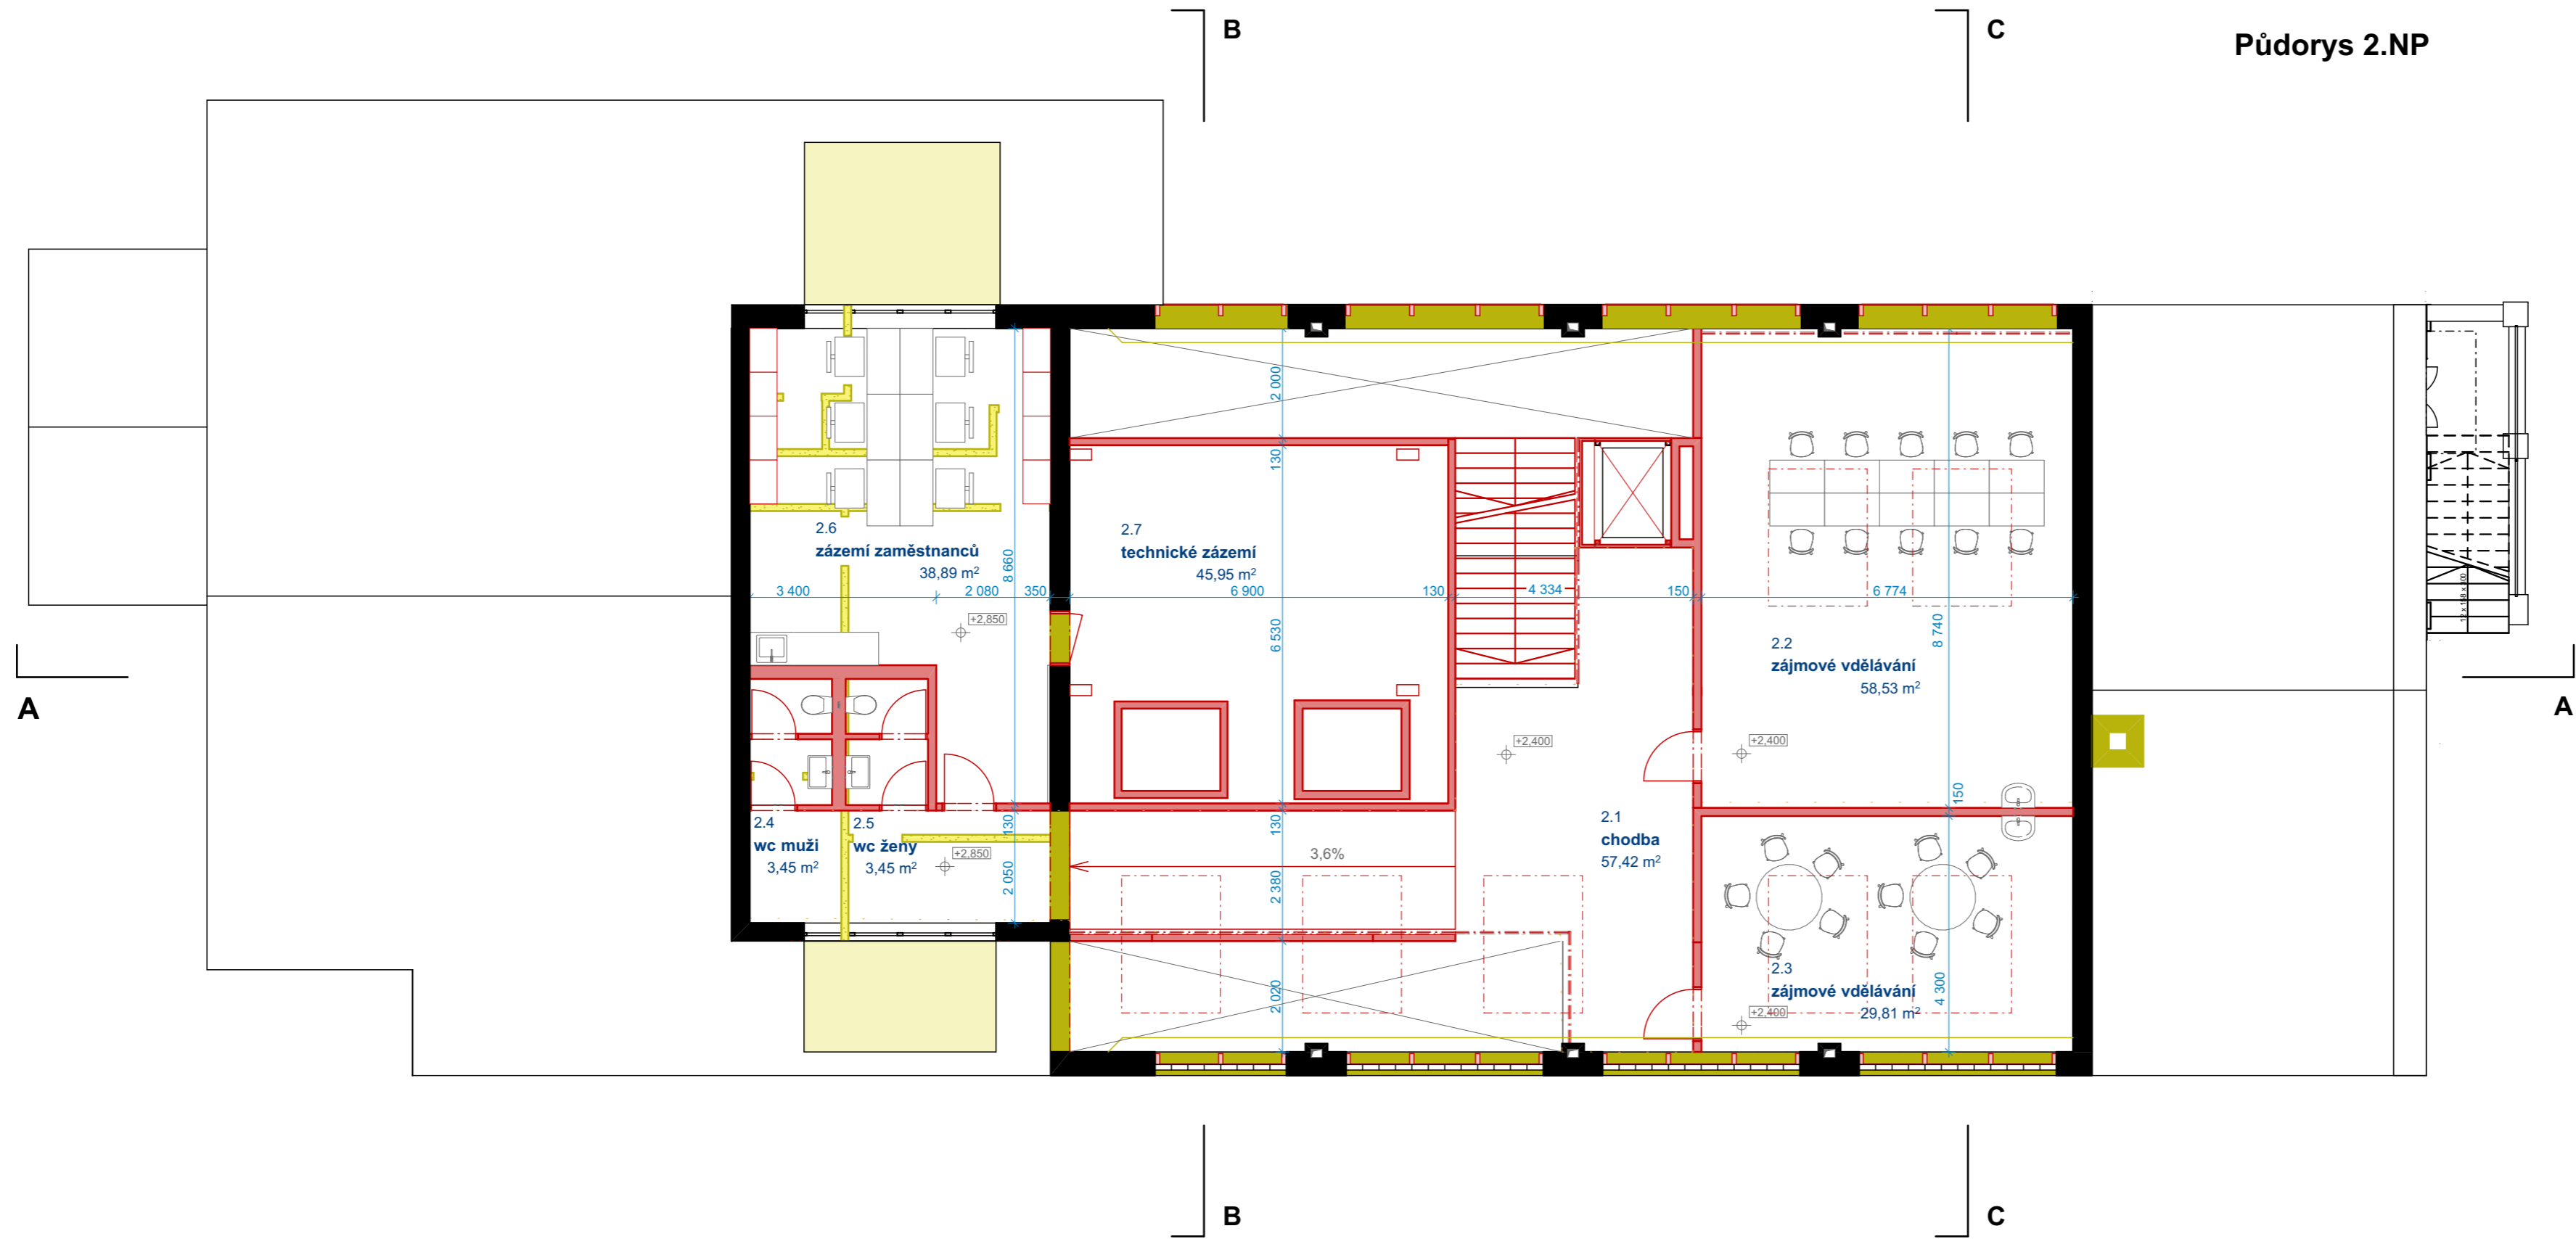 B
C
Půdorys 2.NP
2 000
130
2.6
zázemí zaměstnanců
38,89 m²
8 660
2.7
technické zázemí
45,95 m²
3 400
2 080
350
6 900
130
4 334
150
6 774
+2,850
6 530
8 740
2.2
zájmové vdělávání
58,53 m²
12 x 158 x 300
A
A
+2,400
+2,400
150
2.4
wc muži
3,45 m²
2.5
wc ženy
3,45 m²
130
+2,850
2 050
130
3,6%
2 380
2.1
chodba
57,42 m²
2 020
2.3
zájmové vdělávání
29,81 m²
4 300
+2,400
B
C